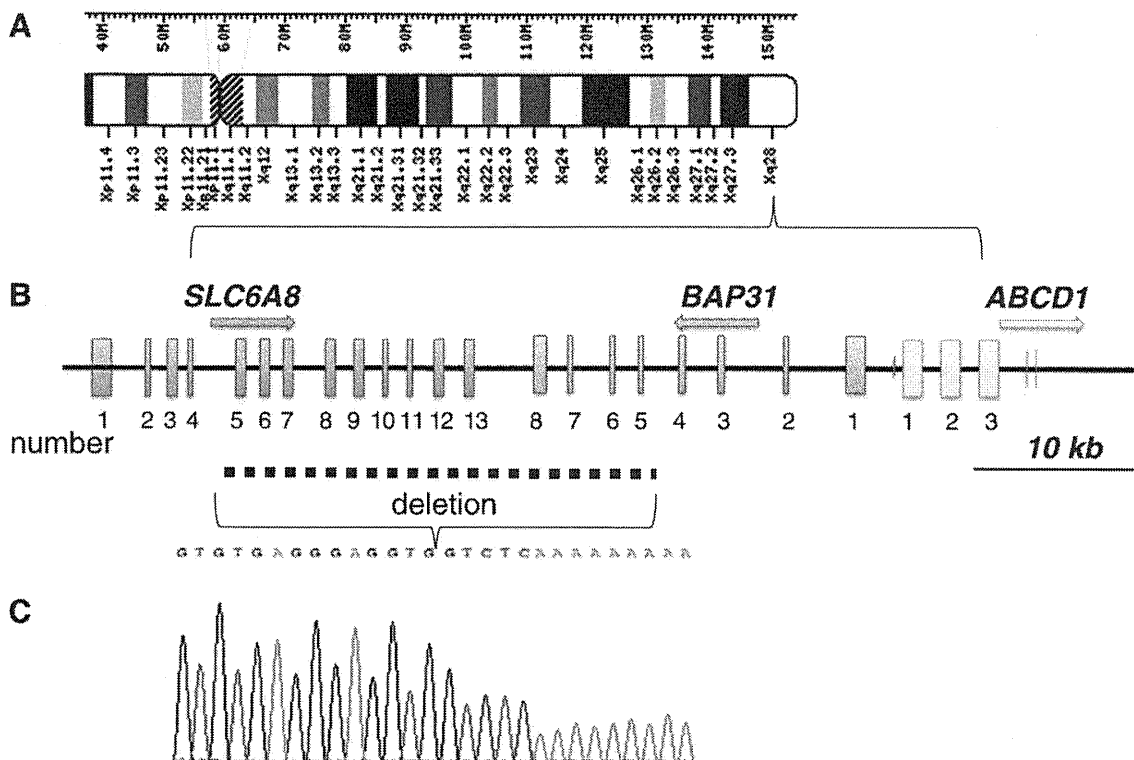 A
40M 50M 60M 70M 80M 90M 100M 110M 120M 130M 140M 150M
Xp11.4 Xp11.3 Xp11.23 Xp11.22 Xp11.21 Xp11.1 Xq11.1 Xq11.2 Xq12 Xq13.1 Xq13.2 Xq13.3 Xq21.1 Xq21.2 Xq21.31 Xq21.32 Xq21.33 Xq22.1 Xq22.2 Xq22.3 Xq23 Xq24 Xq25 Xq26.1 Xq26.2 Xq26.3 Xq27.1 Xq27.2 Xq27.3 Xq28
B
SLC6A8 BAP31 ABCD1
1 2 3 4 5 6 7 8 9 10 11 12 13 8 7 6 5 4 3 2 1 1 2 3
number
10 kb
deletion
G T G T G A G G G A G G T G G T C T C A A A A A A A A A
C